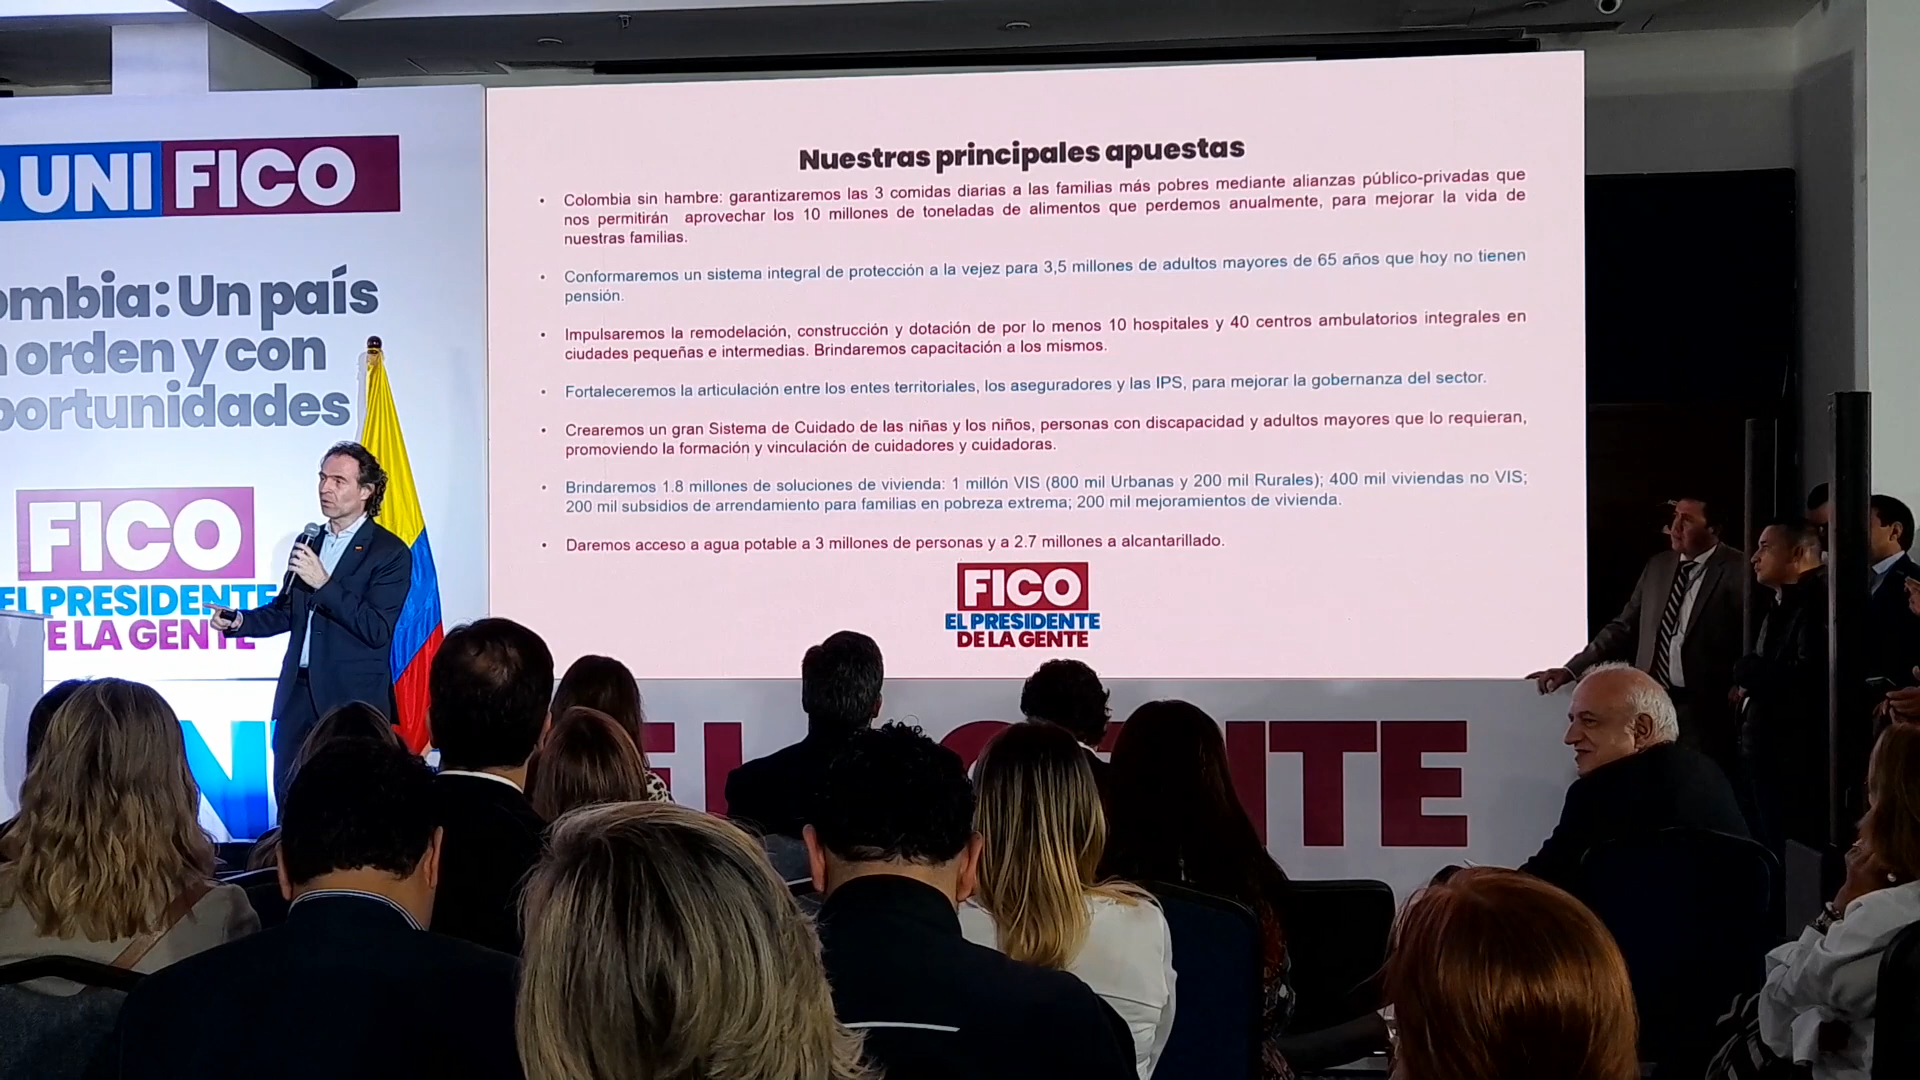 UNI FICO
ombia: Un país
orden y con
portunidades
FICO
EL PRESIDENTE
E LA GENTE
Nuestras principales apuestas
• Colombia sin hambre: garantizaremos las 3 comidas diarias a las familias más pobres mediante alianzas público-privadas que
nos permitirán aprovechar los 10 millones de toneladas de alimentos que perdemos anualmente, para mejorar la vida de
nuestras familias.
• Conformaremos un sistema integral de protección a la vejez para 3,5 millones de adultos mayores de 65 años que hoy no tienen
pensión.
• Impulsaremos la remodelación, construcción y dotación de por lo menos 10 hospitales y 40 centros ambulatorios integrales en
ciudades pequeñas e intermedias. Brindaremos capacitación a los mismos.
• Fortaleceremos la articulación entre los entes territoriales, los aseguradores y las IPS, para mejorar la gobernanza del sector.
• Crearemos un gran Sistema de Cuidado de las niñas y los niños, personas con discapacidad y adultos mayores que lo requieran,
promoviendo la formación y vinculación de cuidadores y cuidadoras.
• Brindaremos 1.8 millones de soluciones de vivienda: 1 millón VIS (800 mil Urbanas y 200 mil Rurales); 400 mil viviendas no VIS;
200 mil subsidios de arrendamiento para familias en pobreza extrema; 200 mil mejoramientos de vivienda.
• Daremos acceso a agua potable a 3 millones de personas y a 2.7 millones a alcantarillado.
FICO
EL PRESIDENTE
DE LA GENTE